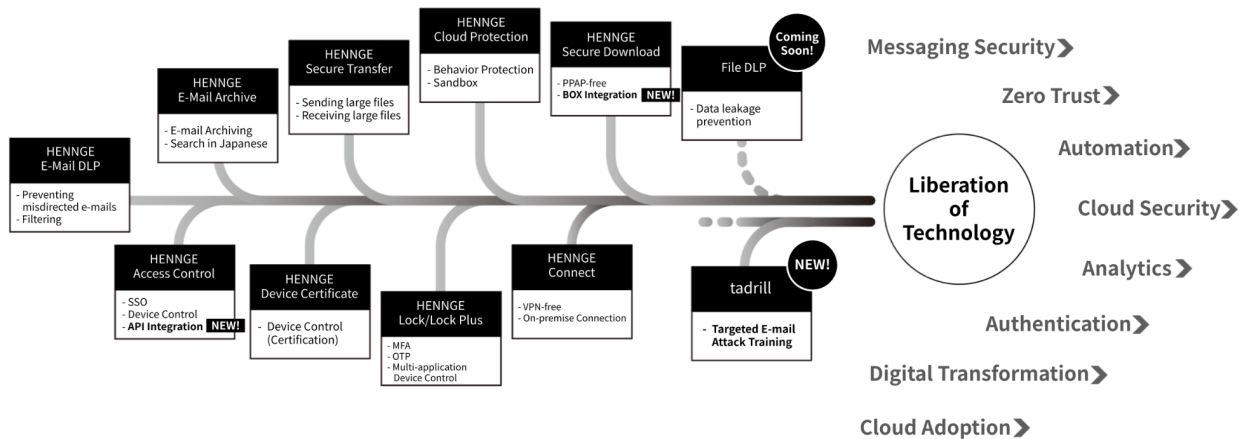 HENNGE
E-Mail DLP
- Preventing
misdirected e-mails
- Filtering
HENNGE
E-Mail Archive
- E-mail Archiving
- Search in Japanese
HENNGE
Secure Transfer
- Sending large files
- Receiving large files
HENNGE
Cloud Protection
- Behavior Protection
- Sandbox
HENNGE
Secure Download
- PPAP-free
- BOX Integration NEW!
Coming
Soon!
File DLP
- Data leakage
prevention
HENNGE
Access Control
- SSO
- Device Control
- API Integration NEW!
HENNGE
Device Certificate
- Device Control
(Certification)
HENNGE
Lock/Lock Plus
- MFA
- OTP
- Multi-application
Device Control
HENNGE
Connect
- VPN-free
- On-premise Connection
NEW!
tadrill
- Targeted E-mail
Attack Training
Liberation
of
Technology
Messaging Security
Zero Trust
Automation
Cloud Security
Analytics
Authentication
Digital Transformation
Cloud Adoption